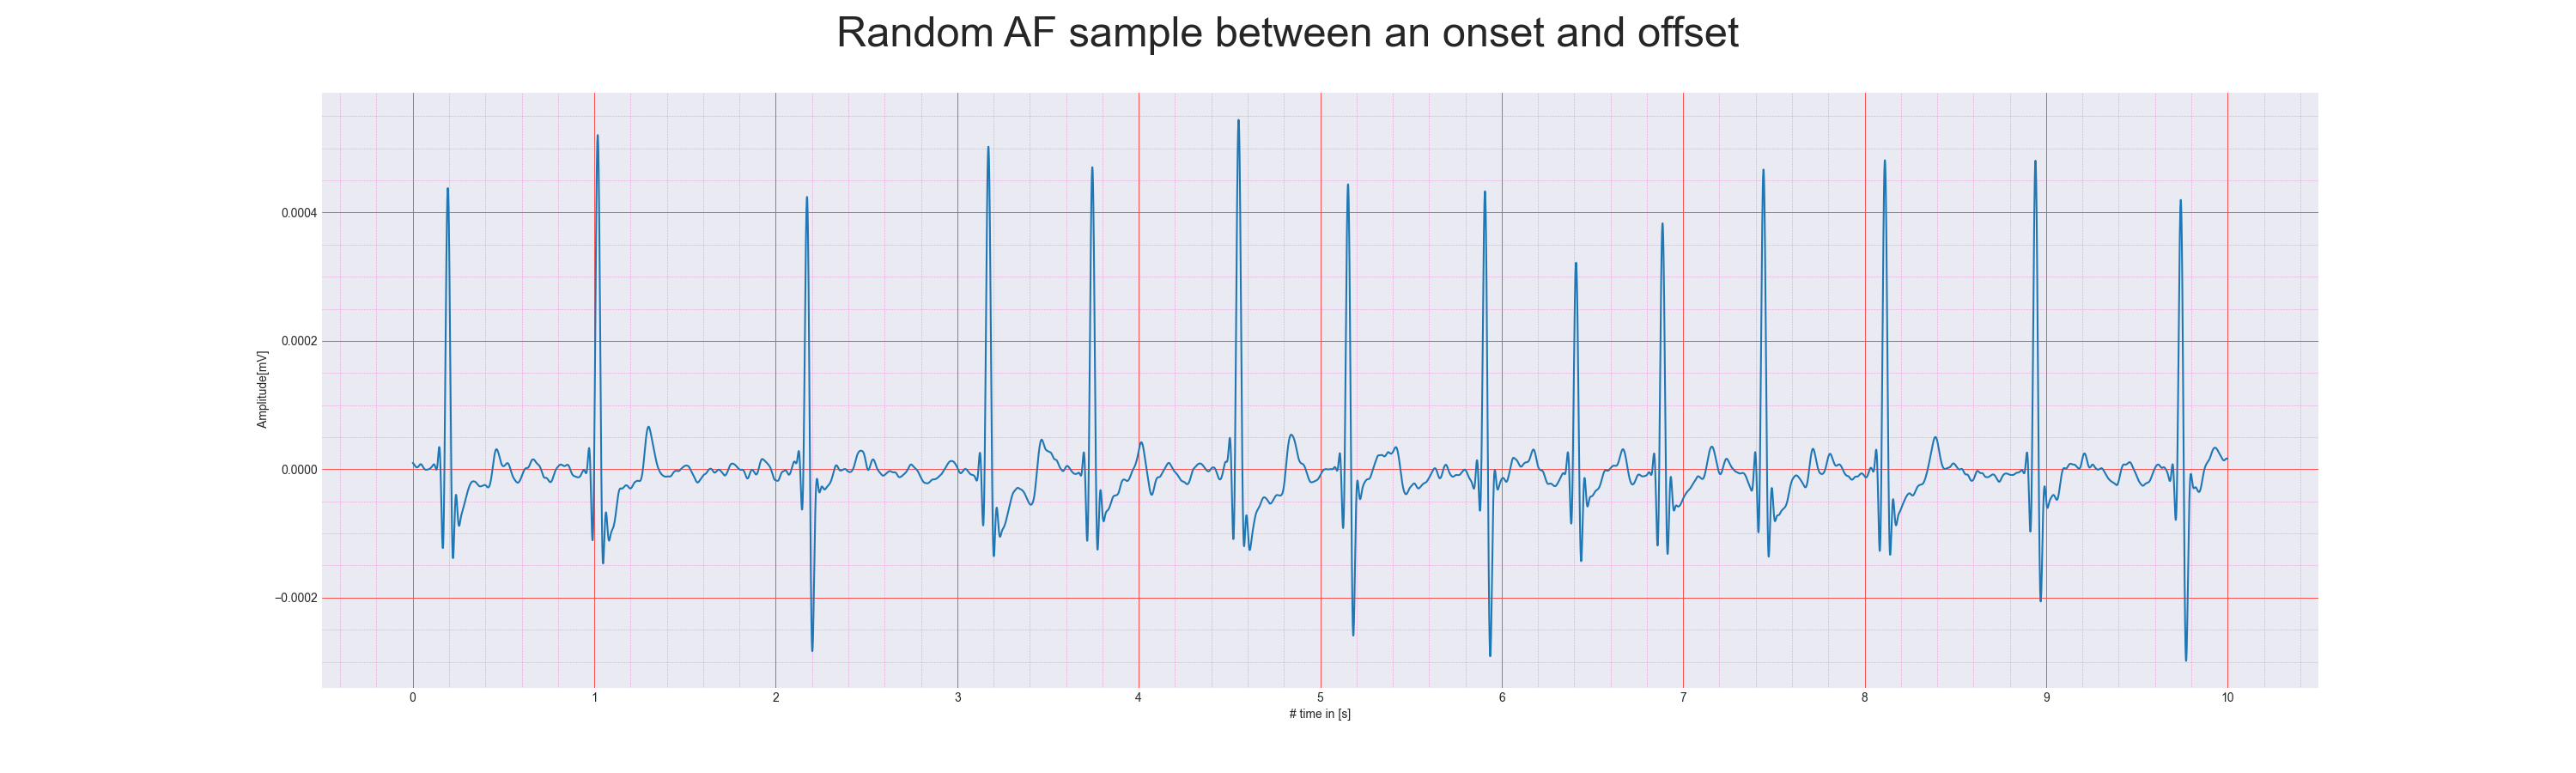 Random AF sample between an onset and offset
0.0004
0.0002
0.0000
−0.0002
Amplitude[mV]
0 1 2 3 4 5 6 7 8 9 10
# time in [s]